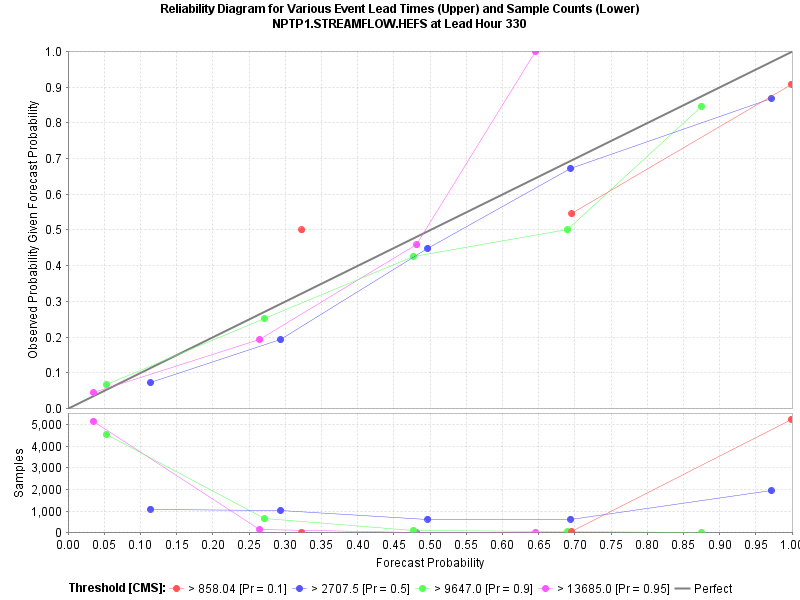 Reliability Diagram for Various Event Lead Times (Upper) and Sample Counts (Lower)
NPTP1.STREAMFLOW.HEFS at Lead Hour 330
Observed Probability Given Forecast Probability
1.0
0.9
0.8
0.7
0.6
0.5
0.4
0.3
0.2
0.1
0.0
Samples
5,000
4,000
3,000
2,000
1,000
0
0.00 0.05 0.10 0.15 0.20 0.25 0.30 0.35 0.40 0.45 0.50 0.55 0.60 0.65 0.70 0.75 0.80 0.85 0.90 0.95 1.0
Forecast Probability
Threshold [CMS]: > 858.04 [Pr = 0.1] > 2707.5 [Pr = 0.5] > 9647.0 [Pr = 0.9] > 13685.0 [Pr = 0.95] Perfect